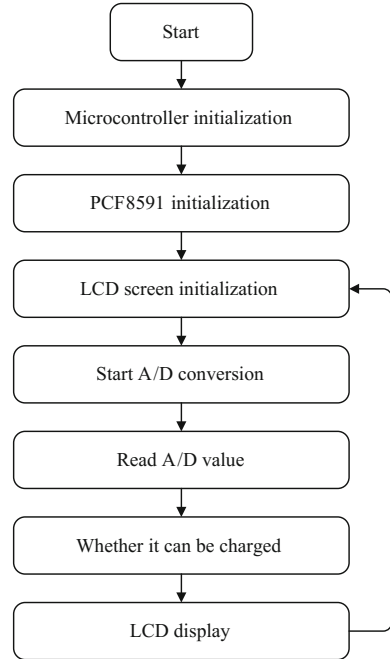 Start
Microcontroller initialization
PCF8591 initialization
LCD screen initialization
Start A/D conversion
Read A/D value
Whether it can be charged
LCD display